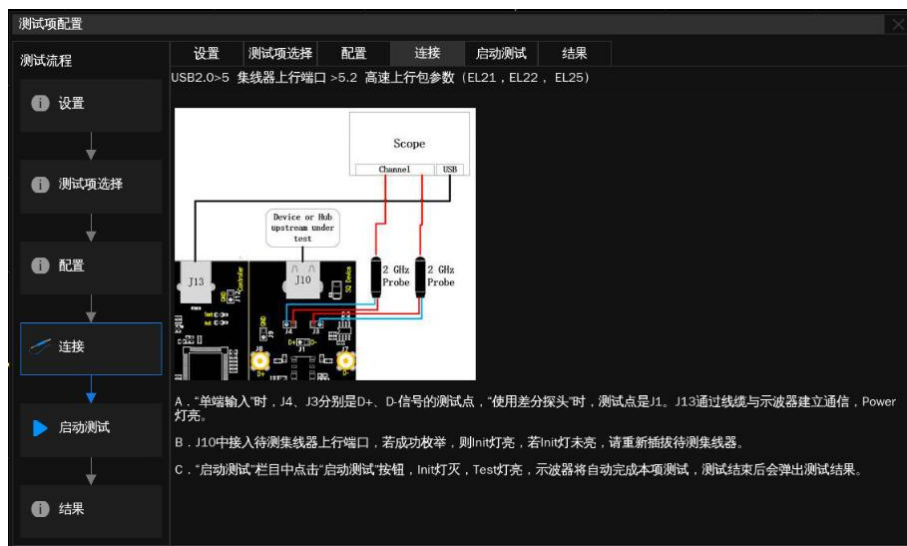 测试项配置
测试流程
设置
测试项选择
配置
连接
启动测试
结果
设置 测试项选择 配置 连接 启动测试 结果
USB2.0>5 集线器上行端口 >5.2 高速上行包参数（EL21，EL22，EL25）
Scope
Channel USB
Device or Hub
upstream under
test
J13
J10
2 GHz
Probe
2 GHz
Probe
SQ Device
GND
J4
J3
D+ D-
J1
J8
J7
D+
A．“单端输入”时，J4、J3分别是D+、D-信号的测试点，“使用差分探头”时，测试点是J1。J13通过线缆与示波器建立通信，Power
灯亮。
B．J10中接入待测集线器上行端口，若成功枚举，则Init灯亮，若Init灯未亮，请重新插拔待测集线器。
C．“启动测试”栏目中点击“启动测试”按钮，Init灯灭，Test灯亮，示波器将自动完成本项测试，测试结束后会弹出测试结果。